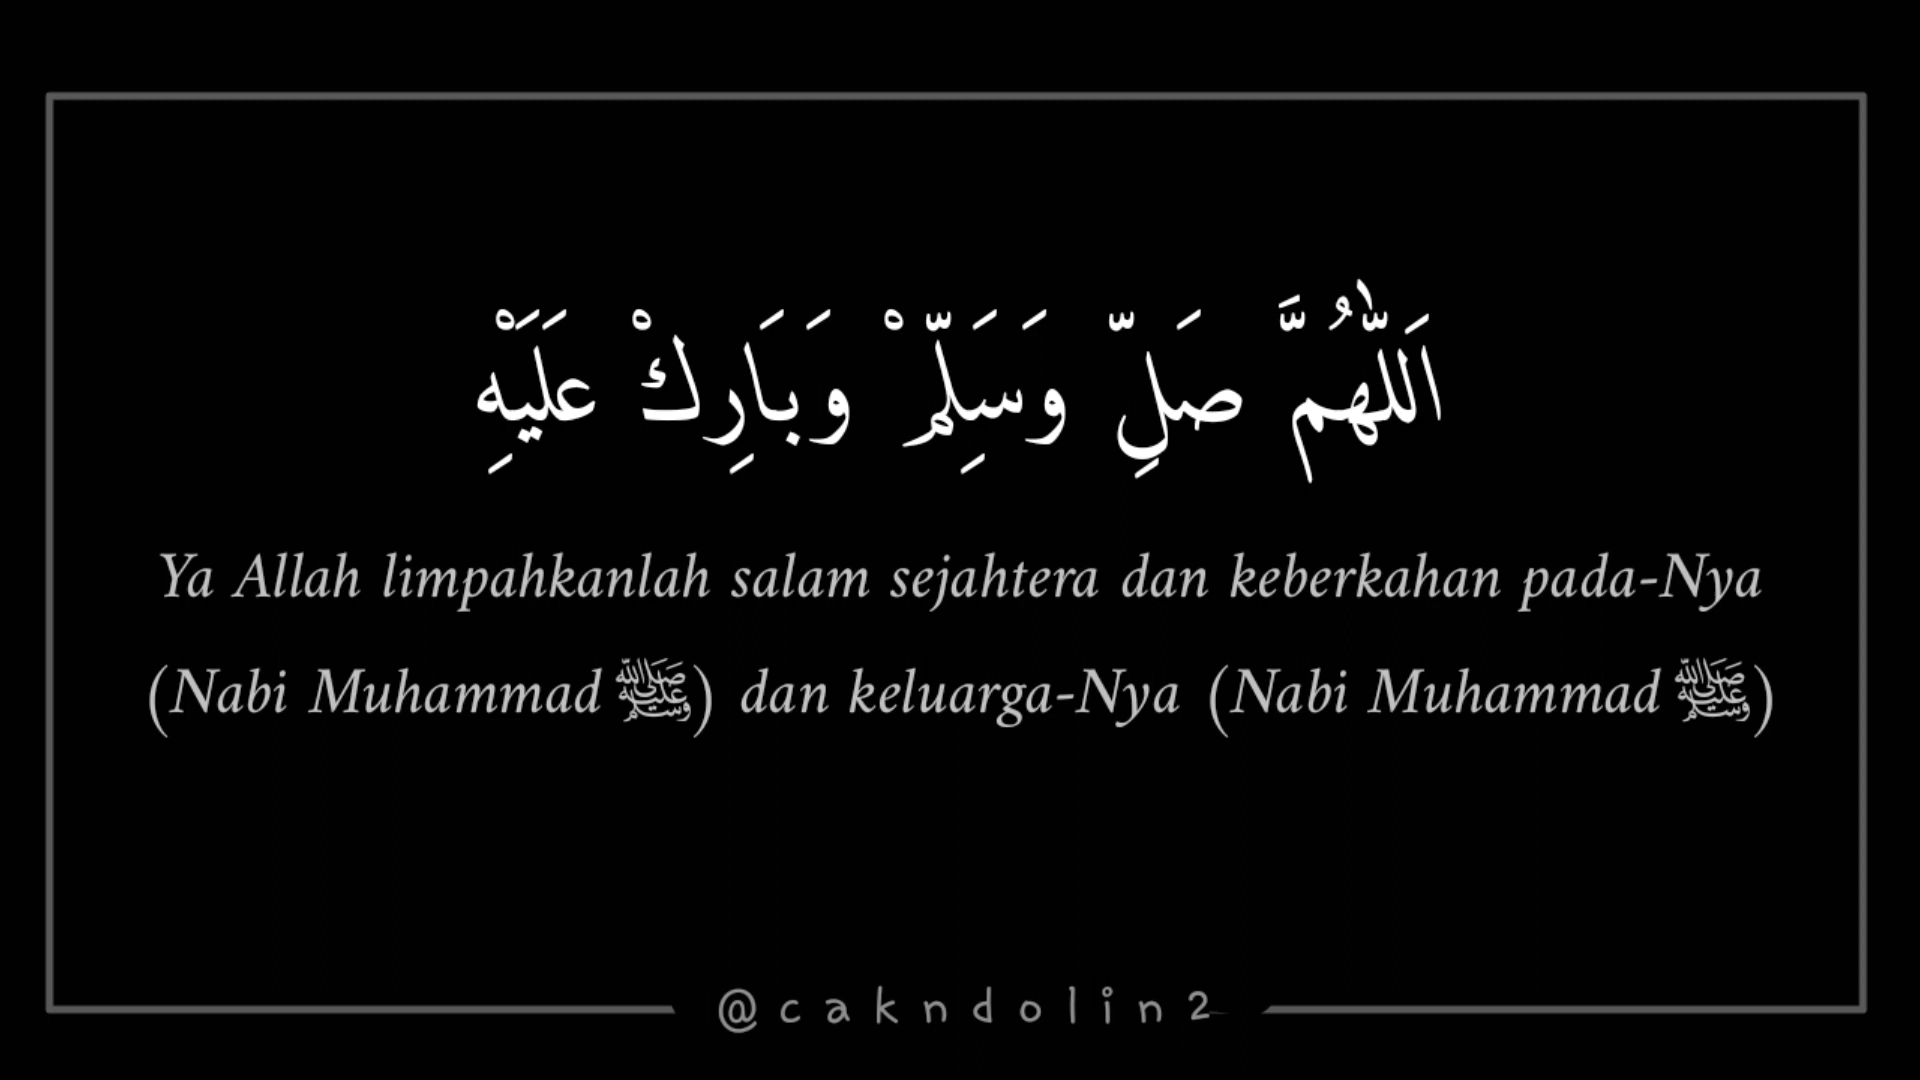 اَللّٰهُمَّ صَلِّ وَسَلِّمْ وَبَارِكْ عَلَيْهِ
Ya Allah limpahkanlah salam sejahtera dan keberkahan pada-Nya
(Nabi Muhammad ﷺ) dan keluarga-Nya (Nabi Muhammad ﷺ)
@cakndolin2